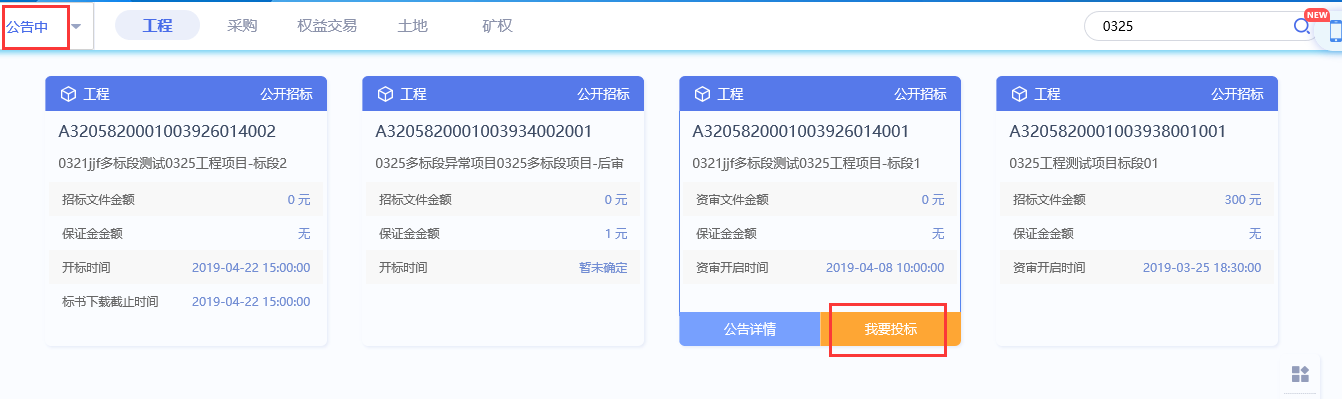 公告中 工程 采购 权益交易 土地 矿权 0325 NEW
工程 公开招标
A3205820001003926014002
0321jjf多标段测试0325工程项目-标段2
招标文件金额 0 元
保证金金额 无
开标时间 2019-04-22 15:00:00
标书下载截止时间 2019-04-22 15:00:00
工程 公开招标
A3205820001003934002001
0325多标段异常项目0325多标段项目-后审
招标文件金额 0 元
保证金金额 1 元
开标时间 暂未确定
工程 公开招标
A3205820001003926014001
0321jjf多标段测试0325工程项目-标段1
资审文件金额 0 元
保证金金额 无
资审开启时间 2019-04-08 10:00:00
公告详情 我要投标
工程 公开招标
A3205820001003938001001
0325工程测试项目标段01
招标文件金额 300 元
保证金金额 无
资审开启时间 2019-03-25 18:30:00